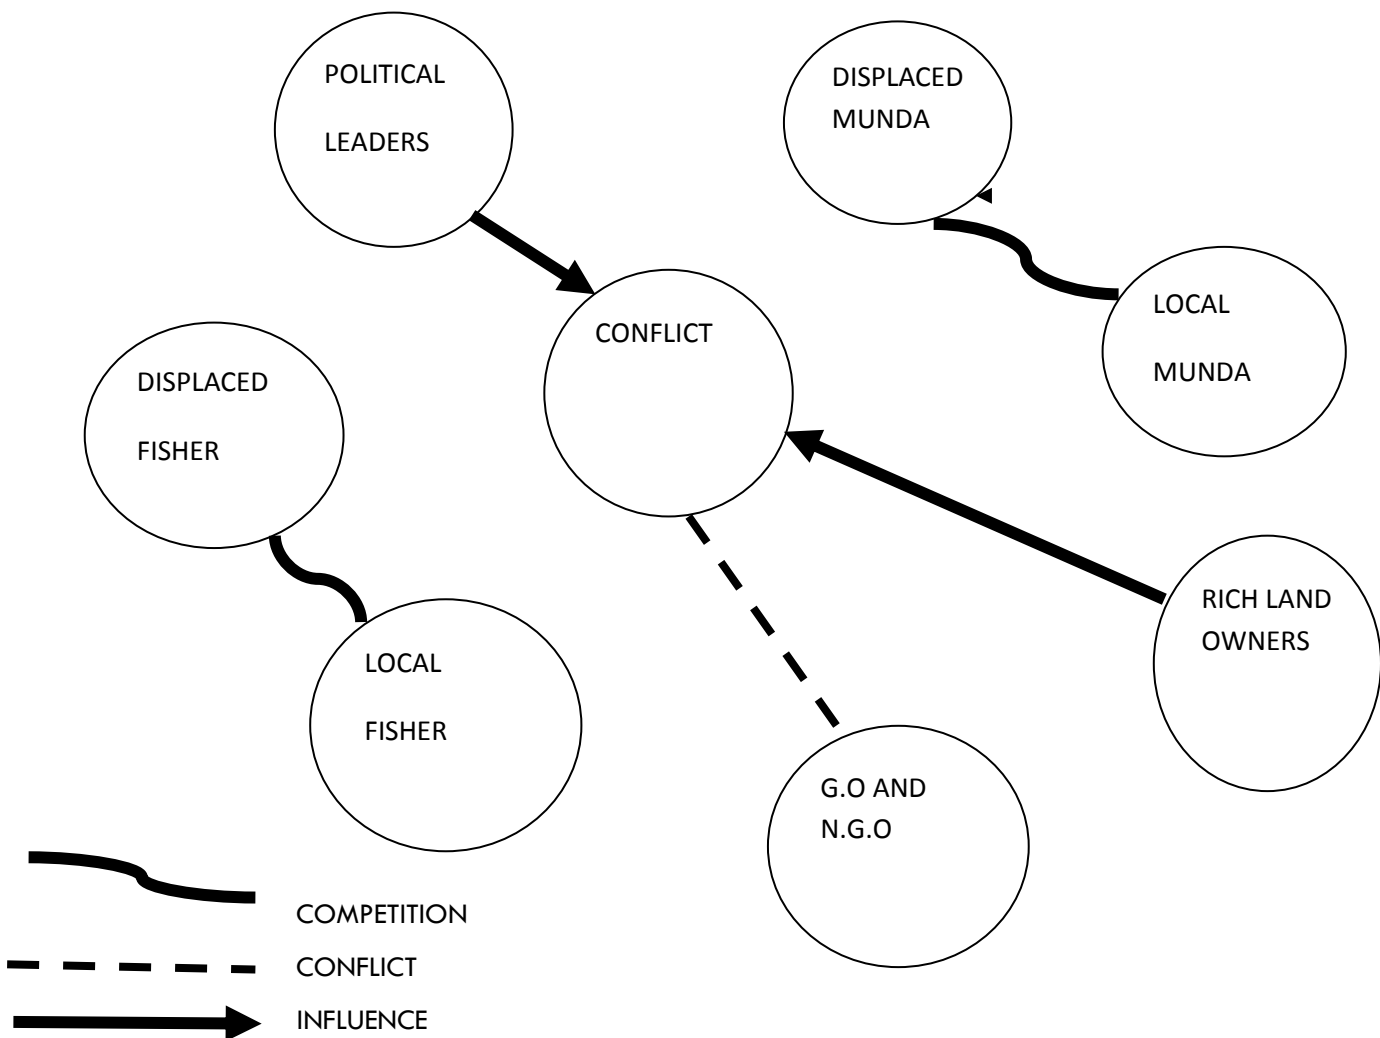 POLITICAL
LEADERS
DISPLACED
MUNDA
CONFLICT
LOCAL
MUNDA
DISPLACED
FISHER
RICH LAND
OWNERS
LOCAL
FISHER
G.O AND
N.G.O
COMPETITION
CONFLICT
INFLUENCE